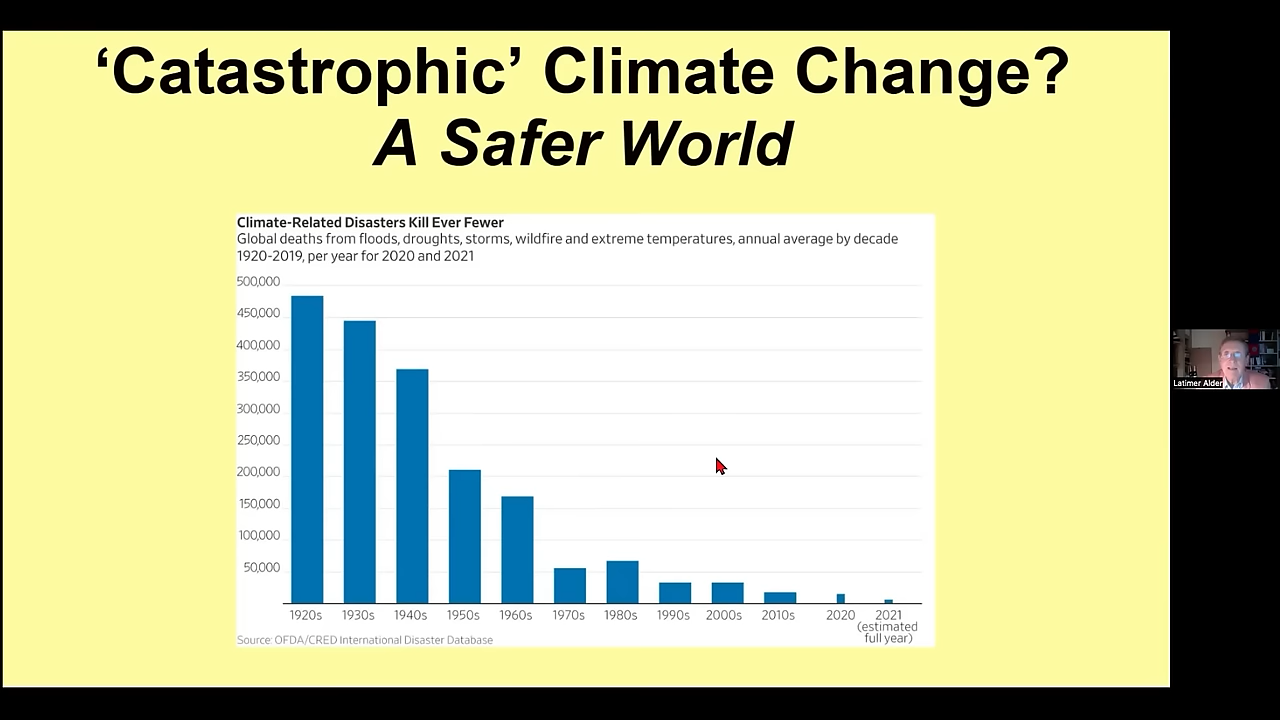 ‘Catastrophic’ Climate Change?
A Safer World
Climate-Related Disasters Kill Ever Fewer
Global deaths from floods, droughts, storms, wildfire and extreme temperatures, annual average by decade
1920-2019, per year for 2020 and 2021
500,000
450,000
400,000
350,000
300,000
250,000
200,000
150,000
100,000
50,000
1920s 1930s 1940s 1950s 1960s 1970s 1980s 1990s 2000s 2010s 2020 2021
(estimated
full year)
Source: OFDA/CRED International Disaster Database
Latimer Alder